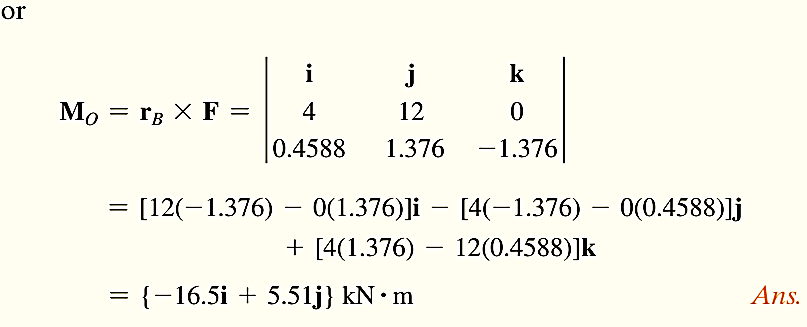 or
i j k
M_O = r_B × F = | 4 12 0 |
0.4588 1.376 −1.376
= [12(−1.376) − 0(1.376)]i − [4(−1.376) − 0(0.4588)]j
+ [4(1.376) − 12(0.4588)]k
= {−16.5i + 5.51j} kN·m Ans.